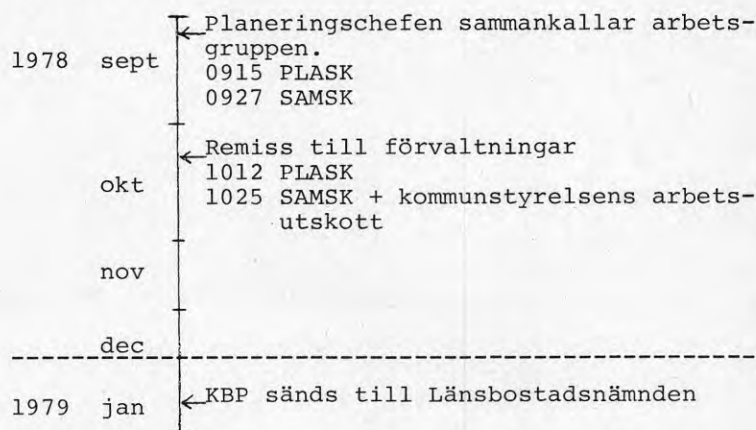 Planeringschefen sammankallar arbets-
gruppen.
1978 sept
0915 PLASK
0927 SAMSK
Remiss till förvaltningar
1012 PLASK
okt
1025 SAMSK + kommunstyrelsens arbets-
utskott
nov
dec
KBP sänds till Länsbostadsnämnden
1979 jan